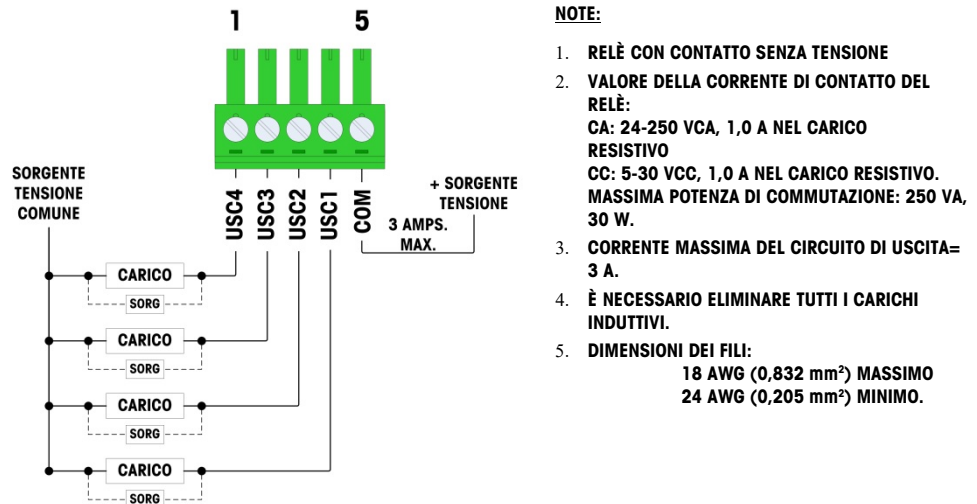 1 5
SORGENTE
TENSIONE
COMUNE
USC4
USC3
USC2
USC1
COM
+ SORGENTE
TENSIONE
3 AMPS.
MAX.
CARICO
SORG
CARICO
SORG
CARICO
SORG
CARICO
SORG
NOTE:
1. RELÈ CON CONTATTO SENZA TENSIONE
2. VALORE DELLA CORRENTE DI CONTATTO DEL
RELÈ:
CA: 24-250 VCA, 1,0 A NEL CARICO
RESISTIVO
CC: 5-30 VCC, 1,0 A NEL CARICO RESISTIVO.
MASSIMA POTENZA DI COMMUTAZIONE: 250 VA,
30 W.
3. CORRENTE MASSIMA DEL CIRCUITO DI USCITA=
3 A.
4. È NECESSARIO ELIMINARE TUTTI I CARICHI
INDUTTIVI.
5. DIMENSIONI DEI FILI:
18 AWG (0,832 mm²) MASSIMO
24 AWG (0,205 mm²) MINIMO.